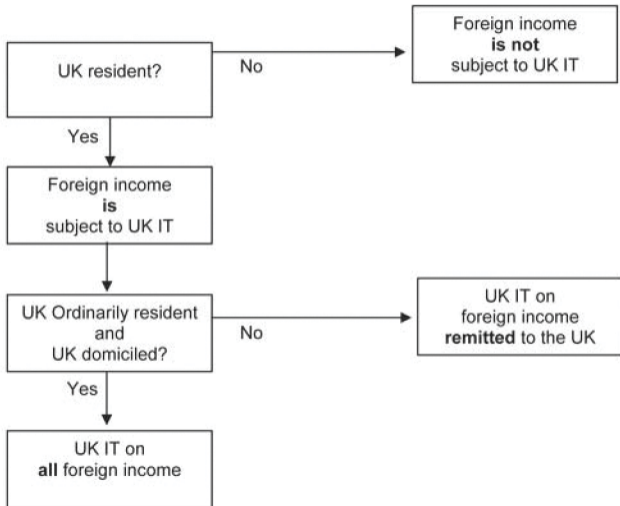 UK resident?
No
Foreign income
is not
subject to UK IT
Yes
Foreign income
is
subject to UK IT
UK Ordinarily resident
and
UK domiciled?
No
UK IT on
foreign income
remitted to the UK
Yes
UK IT on
all foreign income